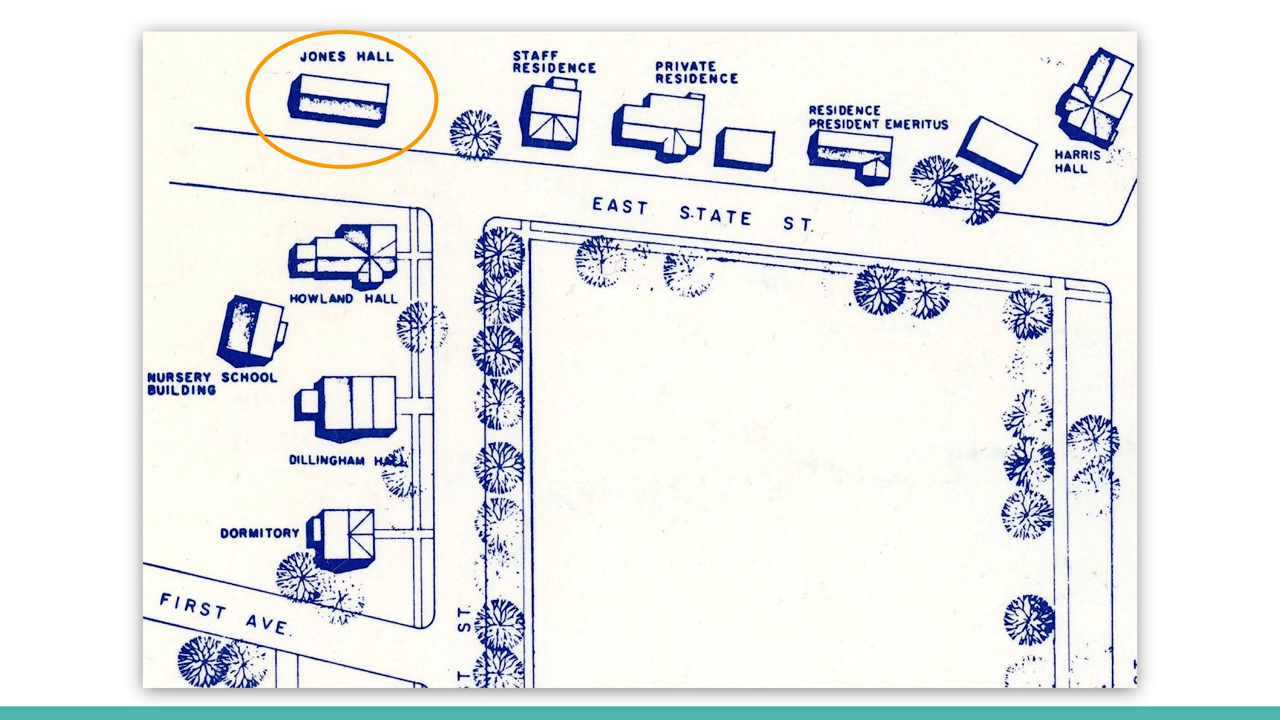 JONES HALL
STAFF
RESIDENCE
PRIVATE
RESIDENCE
RESIDENCE
PRESIDENT EMERITUS
HARRIS
HALL
EAST STATE ST.
HOWLAND HALL
NURSERY SCHOOL
BUILDING
DILLINGHAM HALL
DORMITORY
FIRST AVE.
ST.